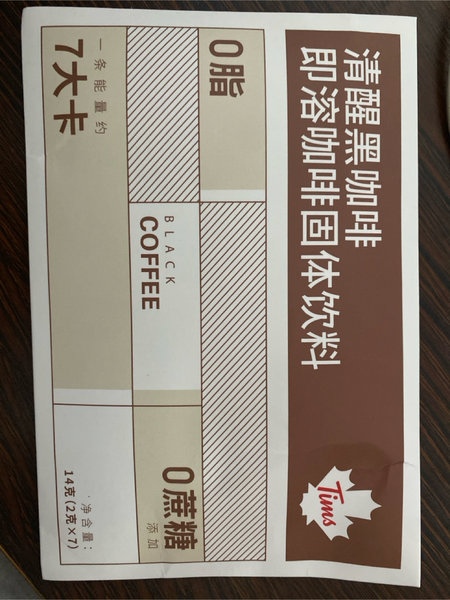 清醒黑咖啡
即溶咖啡固体饮料
Tims
0脂
BLACK
COFFEE
0蔗糖
添加
一条能量约
7大卡
净含量：
14克(2克×7)